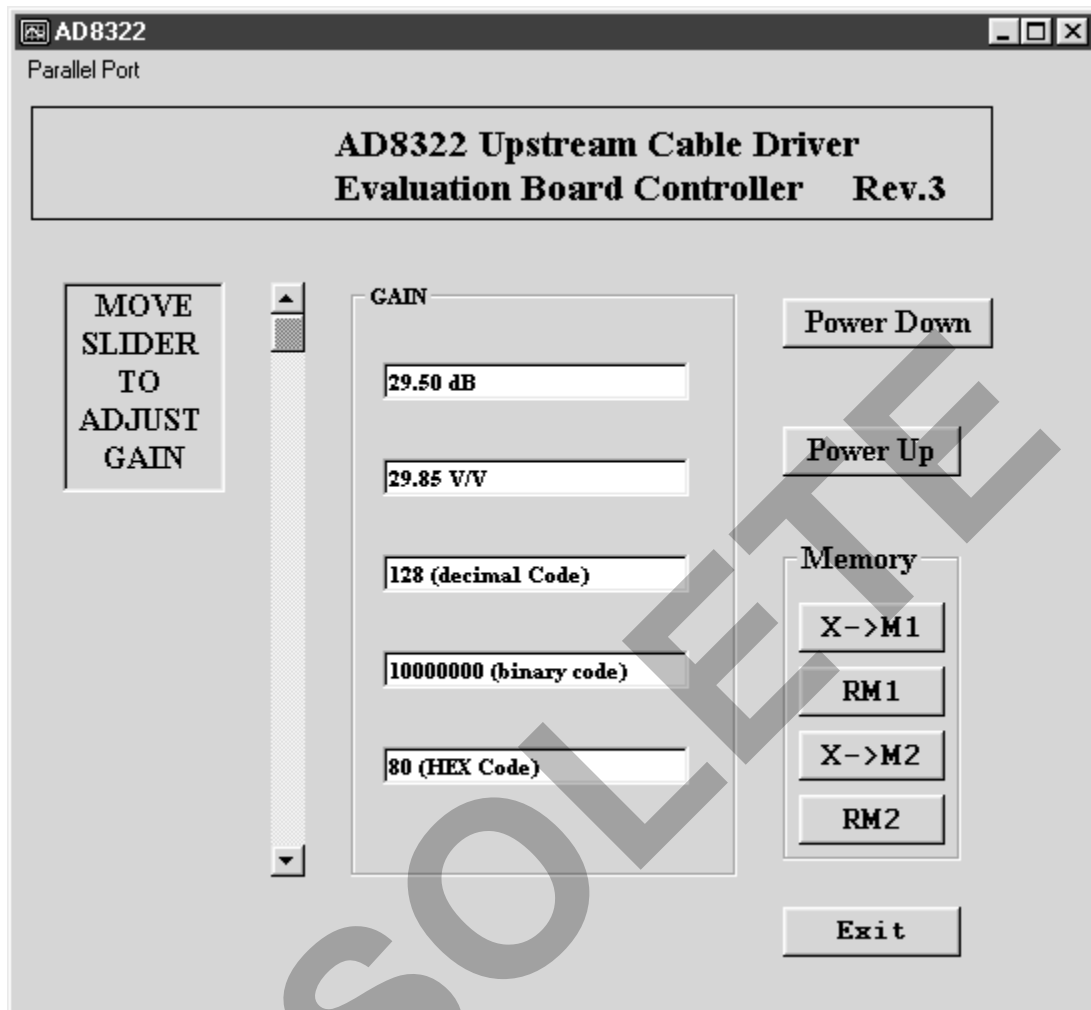 AD8322
Parallel Port
AD8322 Upstream Cable Driver
Evaluation Board Controller Rev.3
MOVE
SLIDER
TO
ADJUST
GAIN
GAIN
29.50 dB
29.85 V/V
128 (decimal Code)
10000000 (binary code)
80 (HEX Code)
Power Down
Power Up
Memory
X->M1
RM1
X->M2
RM2
Exit
SOLETE